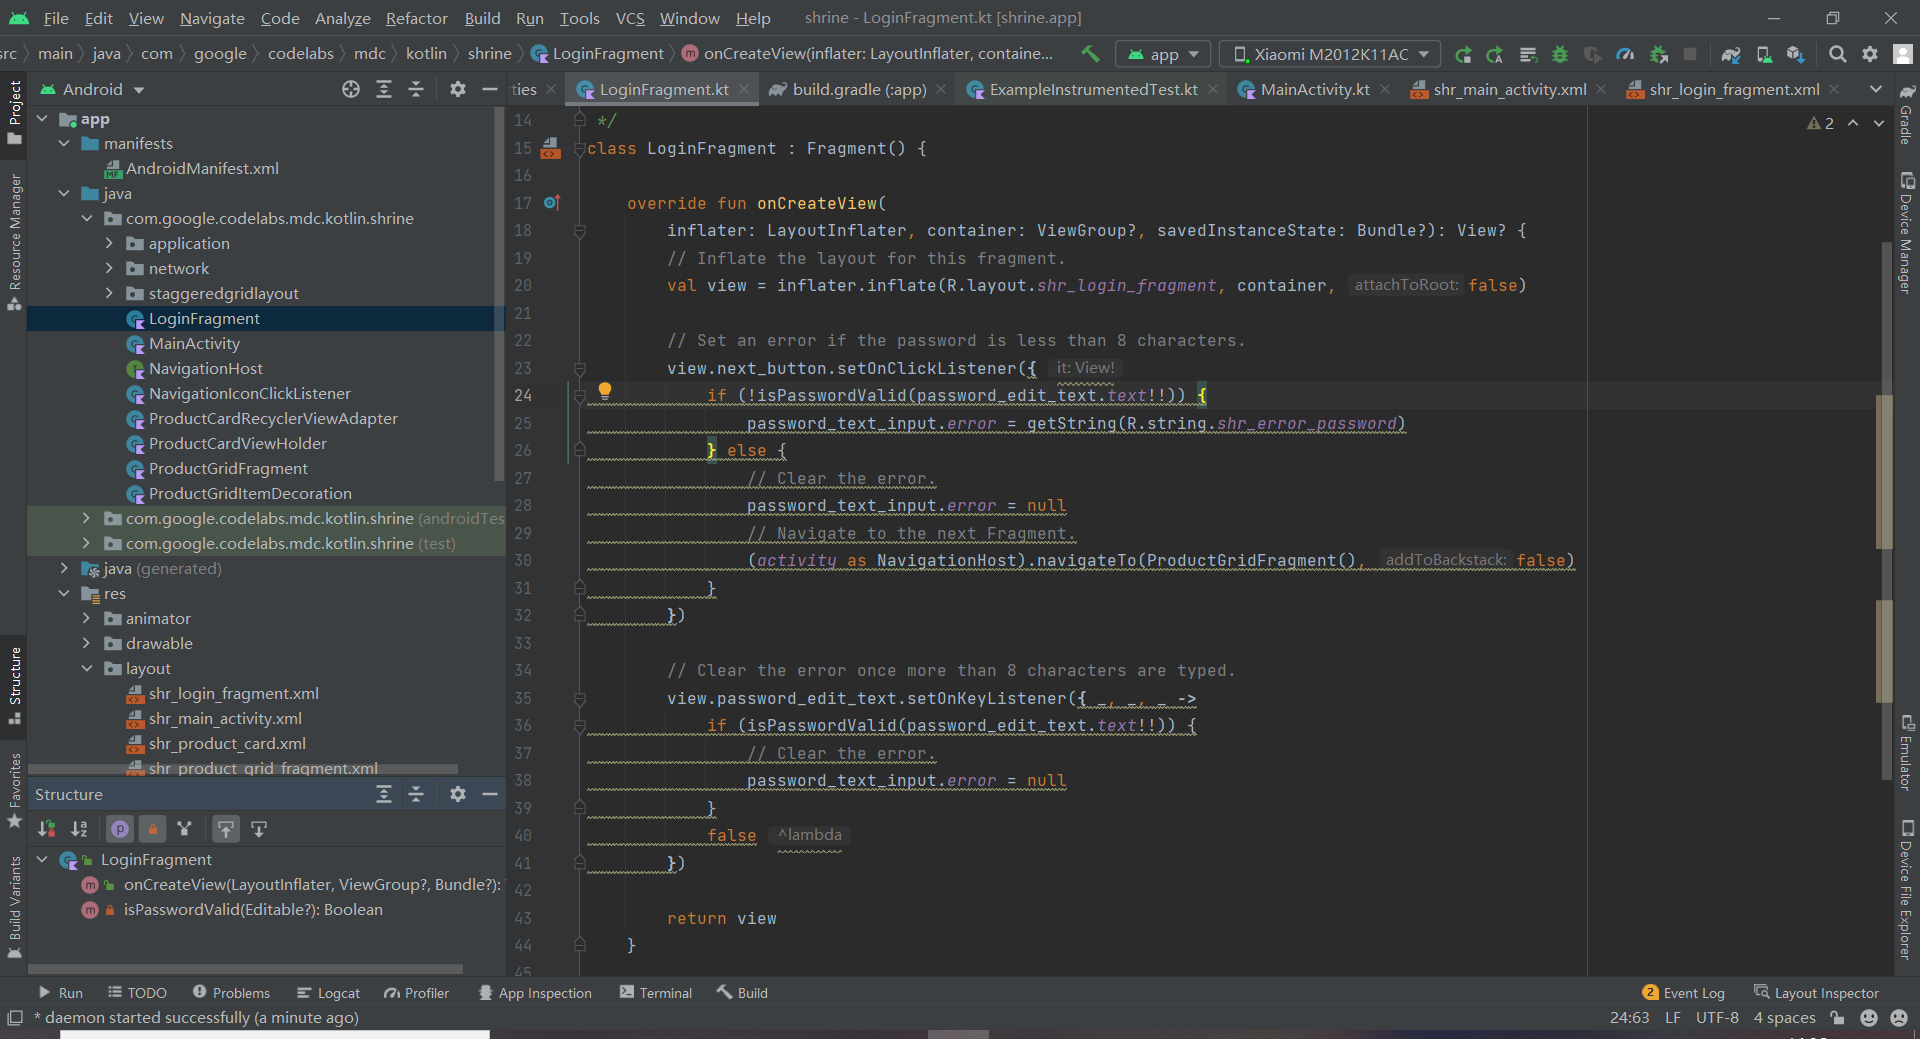 File Edit View Navigate Code Analyze Refactor Build Run Tools VCS Window Help shrine - LoginFragment.kt [shrine.app]
src main java com google codelabs mdc kotlin shrine LoginFragment onCreateView(inflater: LayoutInflater, containe... app Xiaomi M2012K11AC
Android ties LoginFragment.kt build.gradle (:app) ExampleInstrumentedTest.kt MainActivity.kt shr_main_activity.xml shr_login_fragment.xml
Project
Resource Manager
Structure
Favorites
Build Variants
app
manifests
AndroidManifest.xml
java
com.google.codelabs.mdc.kotlin.shrine
application
network
staggeredgridlayout
LoginFragment
MainActivity
NavigationHost
NavigationIconClickListener
ProductCardRecyclerViewAdapter
ProductCardViewHolder
ProductGridFragment
ProductGridItemDecoration
com.google.codelabs.mdc.kotlin.shrine (androidTes
com.google.codelabs.mdc.kotlin.shrine (test)
java (generated)
res
animator
drawable
layout
shr_login_fragment.xml
shr_main_activity.xml
shr_product_card.xml
shr_product_grid_fragment.xml
Structure
LoginFragment
onCreateView(LayoutInflater, ViewGroup?, Bundle?):
isPasswordValid(Editable?): Boolean
14 */
2
15 class LoginFragment : Fragment() {
16
17 override fun onCreateView(
18 inflater: LayoutInflater, container: ViewGroup?, savedInstanceState: Bundle?): View? {
19 // Inflate the layout for this fragment.
20 val view = inflater.inflate(R.layout.shr_login_fragment, container, attachToRoot: false)
21
22 // Set an error if the password is less than 8 characters.
23 view.next_button.setOnClickListener({ it: View!
24 if (!isPasswordValid(password_edit_text.text!!)) {
25 password_text_input.error = getString(R.string.shr_error_password)
26 } else {
27 // Clear the error.
28 password_text_input.error = null
29 // Navigate to the next Fragment.
30 (activity as NavigationHost).navigateTo(ProductGridFragment(), addToBackstack: false)
31 }
32 })
33
34 // Clear the error once more than 8 characters are typed.
35 view.password_edit_text.setOnKeyListener({ _, _, _ ->
36 if (isPasswordValid(password_edit_text.text!!)) {
37 // Clear the error.
38 password_text_input.error = null
39 }
40 false ^lambda
41 })
42
43 return view
44 }
45
Gradle
Device Manager
Emulator
Device File Explorer
Run TODO Problems Logcat Profiler App Inspection Terminal Build 2 Event Log Layout Inspector
* daemon started successfully (a minute ago) 24:63 LF UTF-8 4 spaces